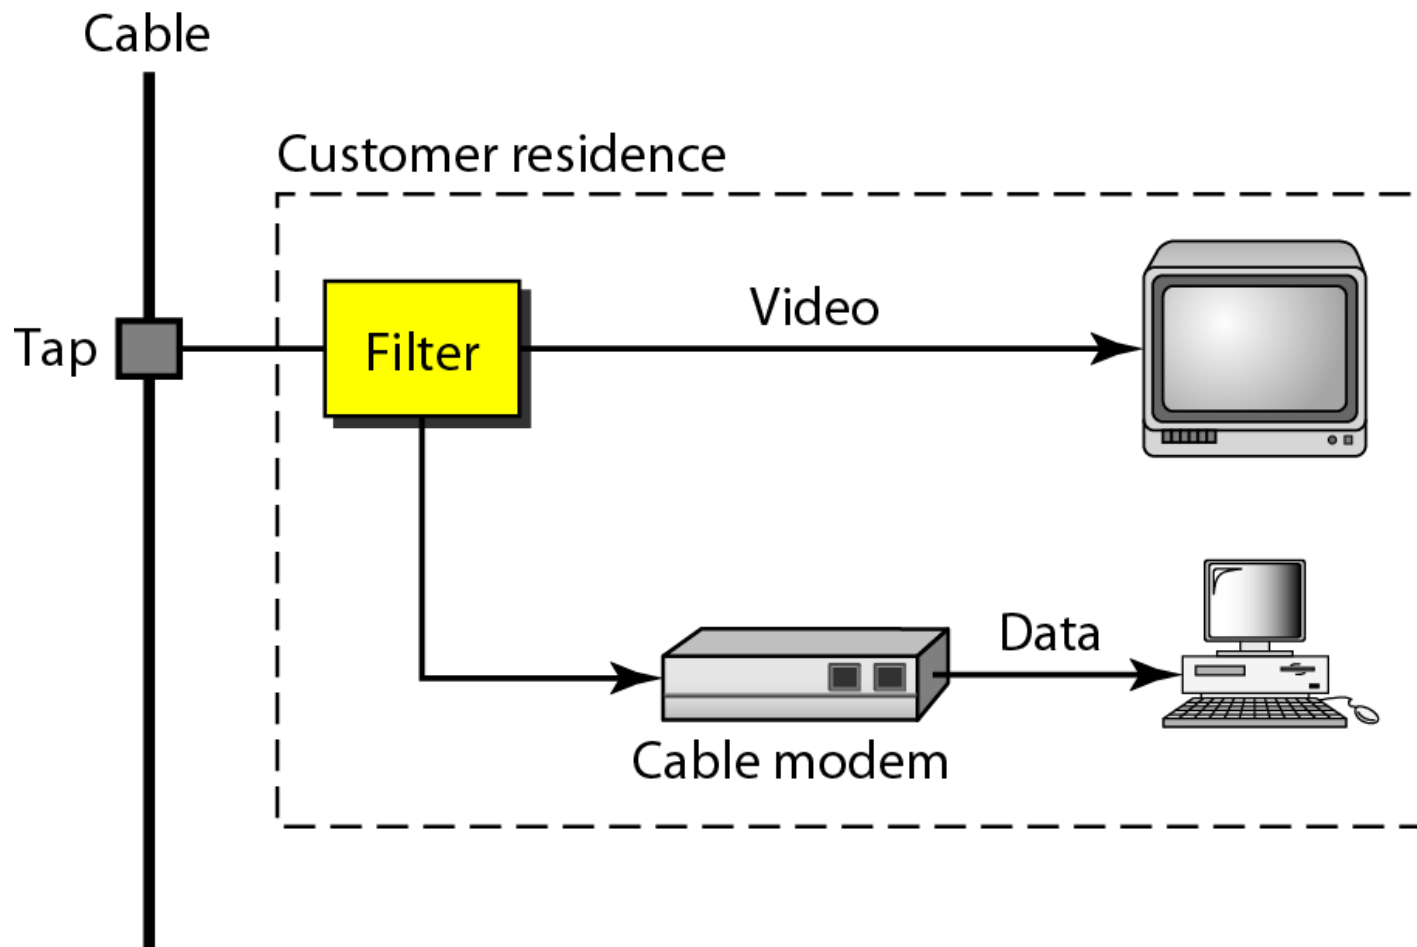 Cable
Customer residence
Video
Tap
Filter
Data
Cable modem